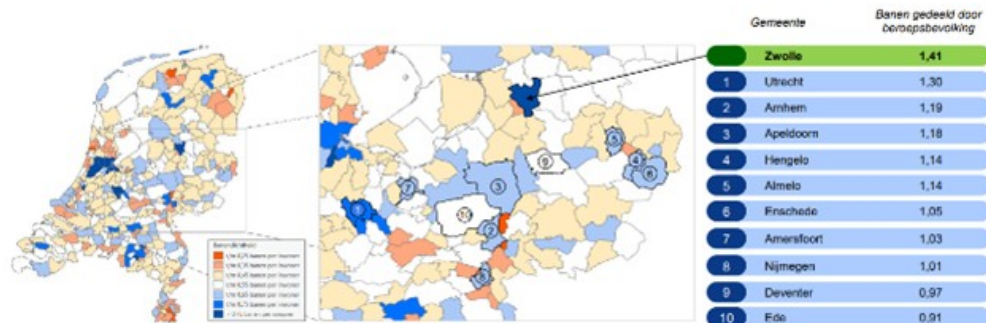 Gemeente
Banen gedeeld door
beroepsbevolking
Zwolle 1,41
1 Utrecht 1,30
2 Arnhem 1,19
3 Apeldoorn 1,18
4 Hengelo 1,14
5 Almelo 1,14
6 Enschede 1,05
7 Amersfoort 1,03
8 Nijmegen 1,01
9 Deventer 0,97
10 Ede 0,91